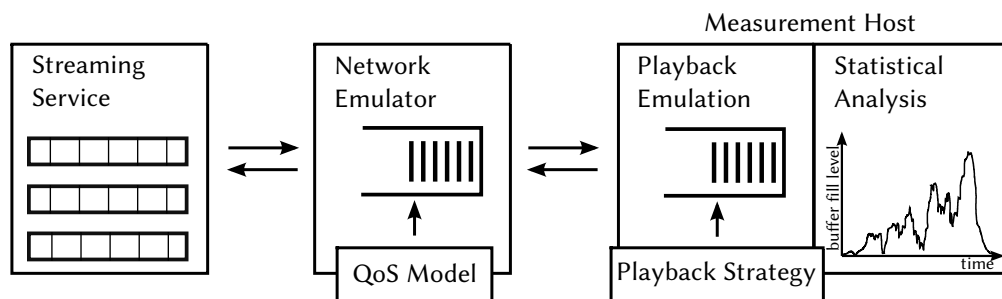 Measurement Host
Streaming
Service
Network
Emulator
QoS Model
Playback
Emulation
Playback Strategy
Statistical
Analysis
buffer fill level
time